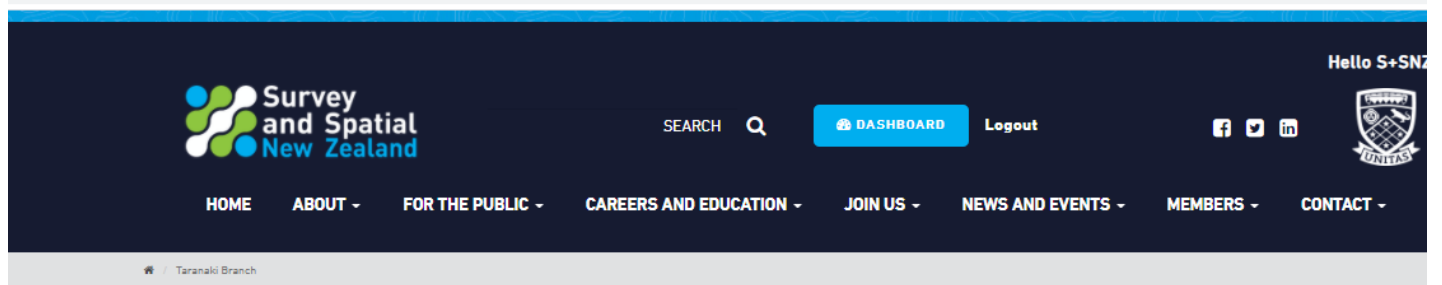 Hello S+SNZ
Survey
and Spatial
New Zealand
SEARCH
DASHBOARD
Logout
UNITAS
HOME
ABOUT
FOR THE PUBLIC
CAREERS AND EDUCATION
JOIN US
NEWS AND EVENTS
MEMBERS
CONTACT
/ Taranaki Branch